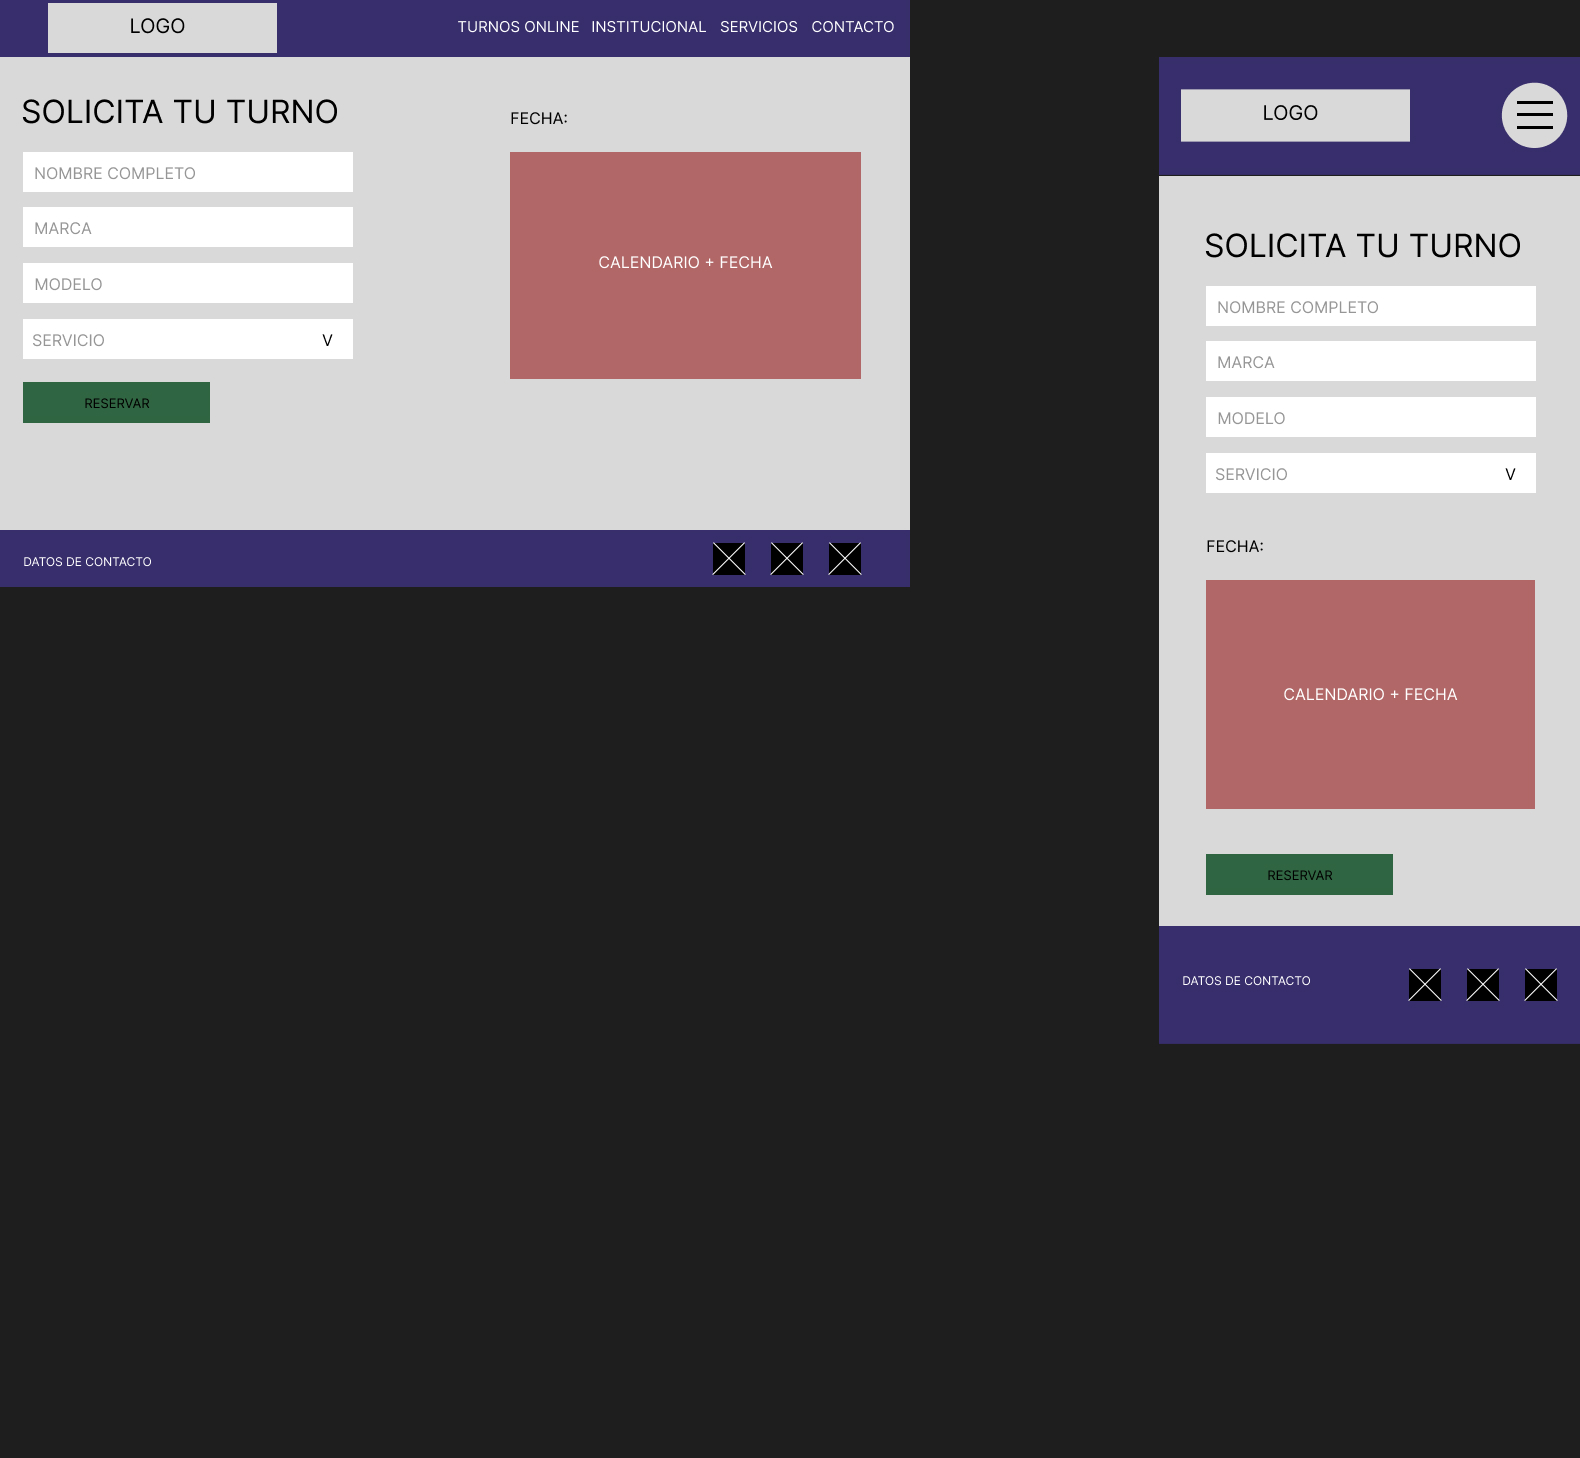 LOGO
TURNOS ONLINE INSTITUCIONAL SERVICIOS CONTACTO
SOLICITA TU TURNO
NOMBRE COMPLETO
MARCA
MODELO
SERVICIO V
RESERVAR
FECHA:
CALENDARIO + FECHA
DATOS DE CONTACTO
LOGO
SOLICITA TU TURNO
NOMBRE COMPLETO
MARCA
MODELO
SERVICIO V
FECHA:
CALENDARIO + FECHA
RESERVAR
DATOS DE CONTACTO